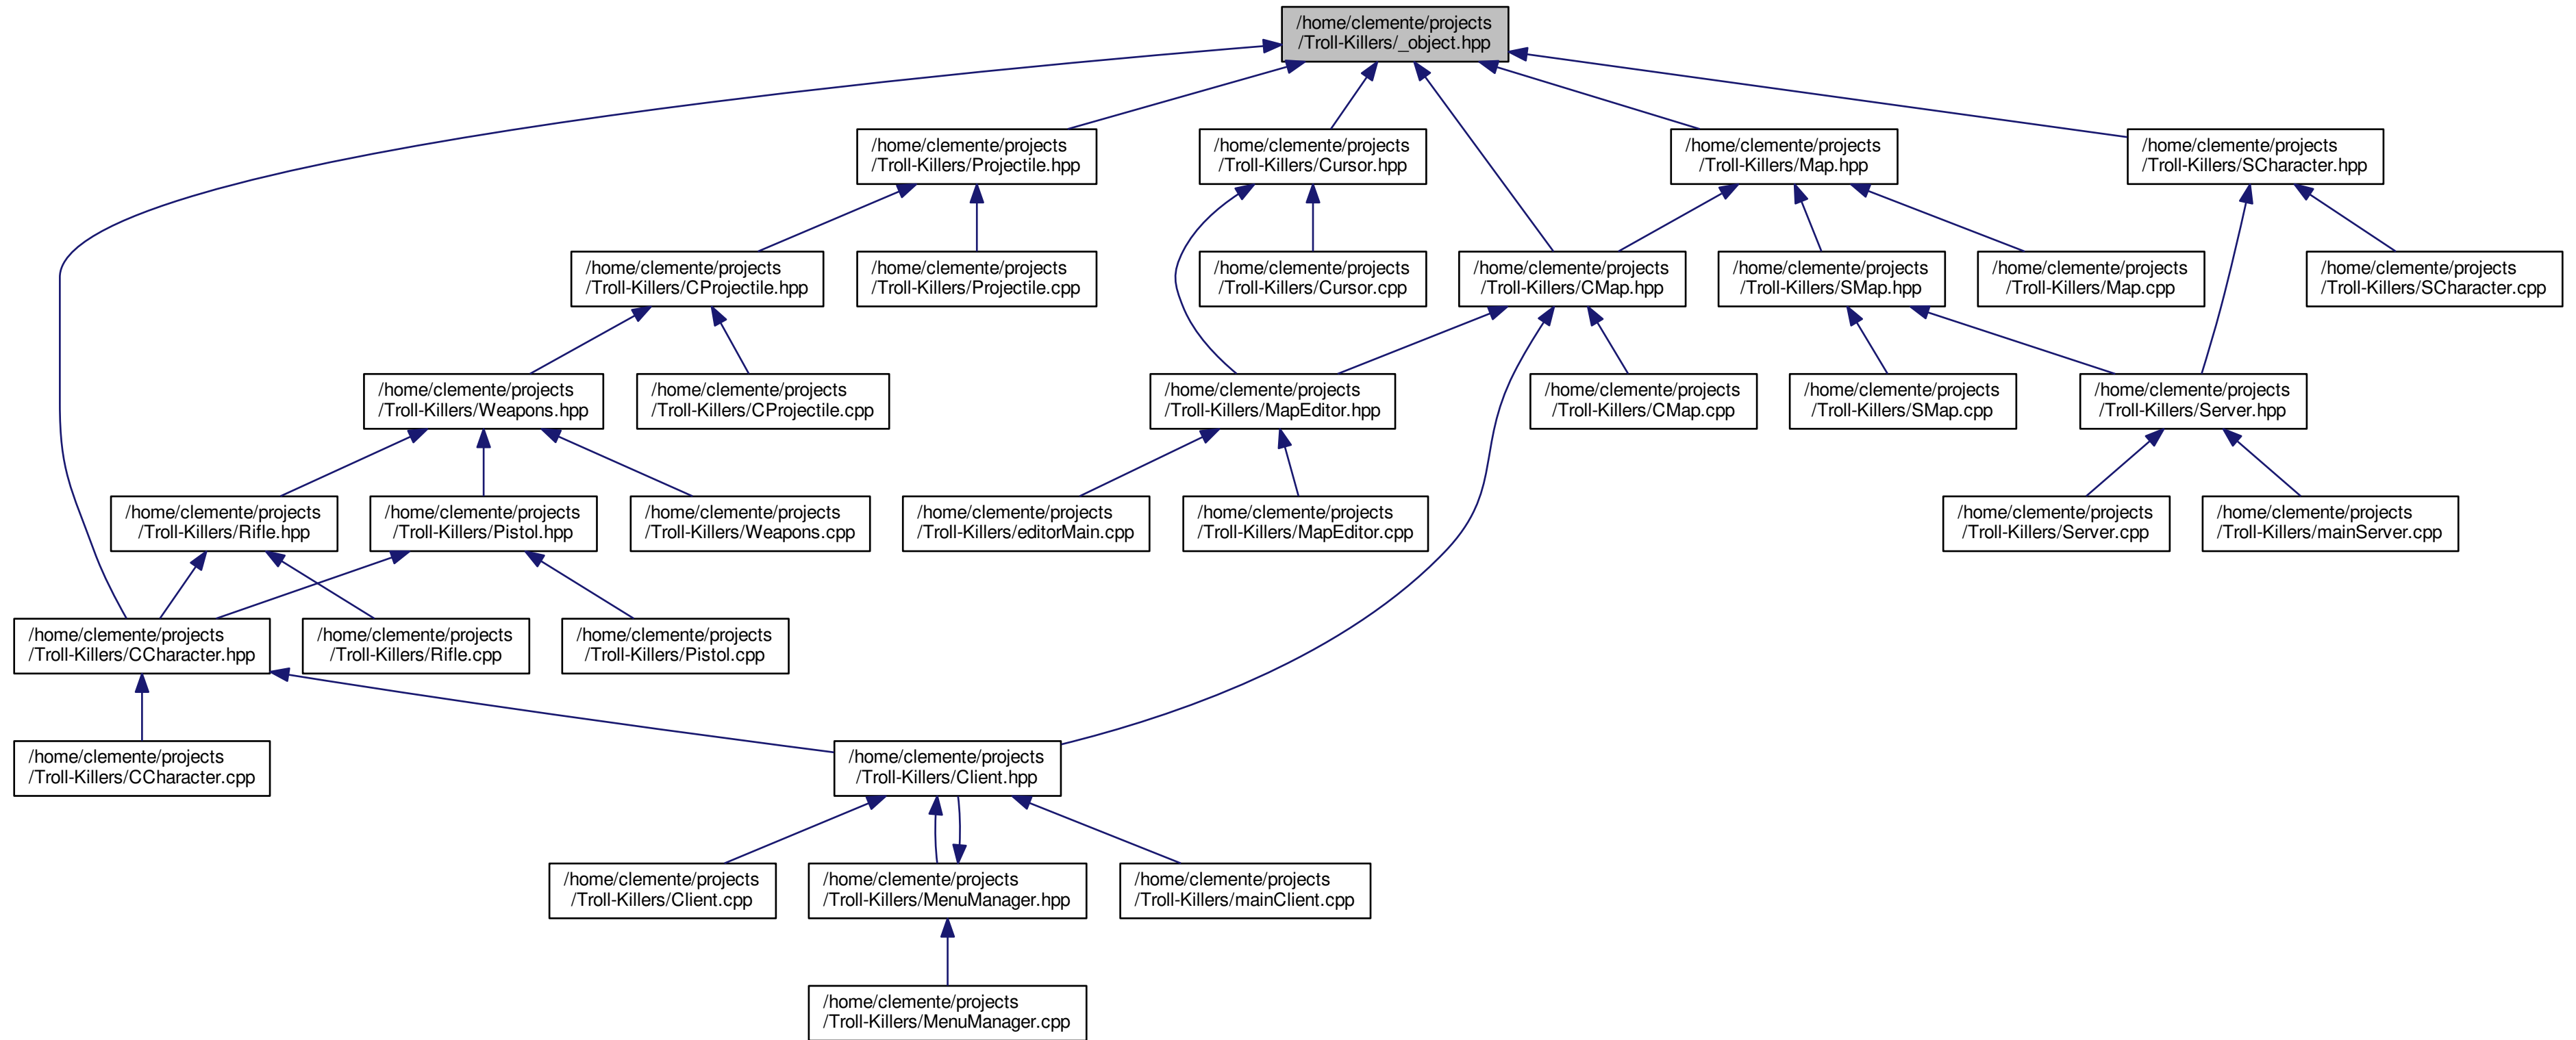 /home/clemente/projects
/Troll-Killers/_object.hpp
/home/clemente/projects
/Troll-Killers/Projectile.hpp
/home/clemente/projects
/Troll-Killers/Cursor.hpp
/home/clemente/projects
/Troll-Killers/Map.hpp
/home/clemente/projects
/Troll-Killers/SCharacter.hpp
/home/clemente/projects
/Troll-Killers/CProjectile.hpp
/home/clemente/projects
/Troll-Killers/Projectile.cpp
/home/clemente/projects
/Troll-Killers/Cursor.cpp
/home/clemente/projects
/Troll-Killers/CMap.hpp
/home/clemente/projects
/Troll-Killers/SMap.hpp
/home/clemente/projects
/Troll-Killers/Map.cpp
/home/clemente/projects
/Troll-Killers/SCharacter.cpp
/home/clemente/projects
/Troll-Killers/Weapons.hpp
/home/clemente/projects
/Troll-Killers/CProjectile.cpp
/home/clemente/projects
/Troll-Killers/MapEditor.hpp
/home/clemente/projects
/Troll-Killers/CMap.cpp
/home/clemente/projects
/Troll-Killers/SMap.cpp
/home/clemente/projects
/Troll-Killers/Server.hpp
/home/clemente/projects
/Troll-Killers/Rifle.hpp
/home/clemente/projects
/Troll-Killers/Pistol.hpp
/home/clemente/projects
/Troll-Killers/Weapons.cpp
/home/clemente/projects
/Troll-Killers/editorMain.cpp
/home/clemente/projects
/Troll-Killers/MapEditor.cpp
/home/clemente/projects
/Troll-Killers/Server.cpp
/home/clemente/projects
/Troll-Killers/mainServer.cpp
/home/clemente/projects
/Troll-Killers/CCharacter.hpp
/home/clemente/projects
/Troll-Killers/Rifle.cpp
/home/clemente/projects
/Troll-Killers/Pistol.cpp
/home/clemente/projects
/Troll-Killers/CCharacter.cpp
/home/clemente/projects
/Troll-Killers/Client.hpp
/home/clemente/projects
/Troll-Killers/Client.cpp
/home/clemente/projects
/Troll-Killers/MenuManager.hpp
/home/clemente/projects
/Troll-Killers/mainClient.cpp
/home/clemente/projects
/Troll-Killers/MenuManager.cpp